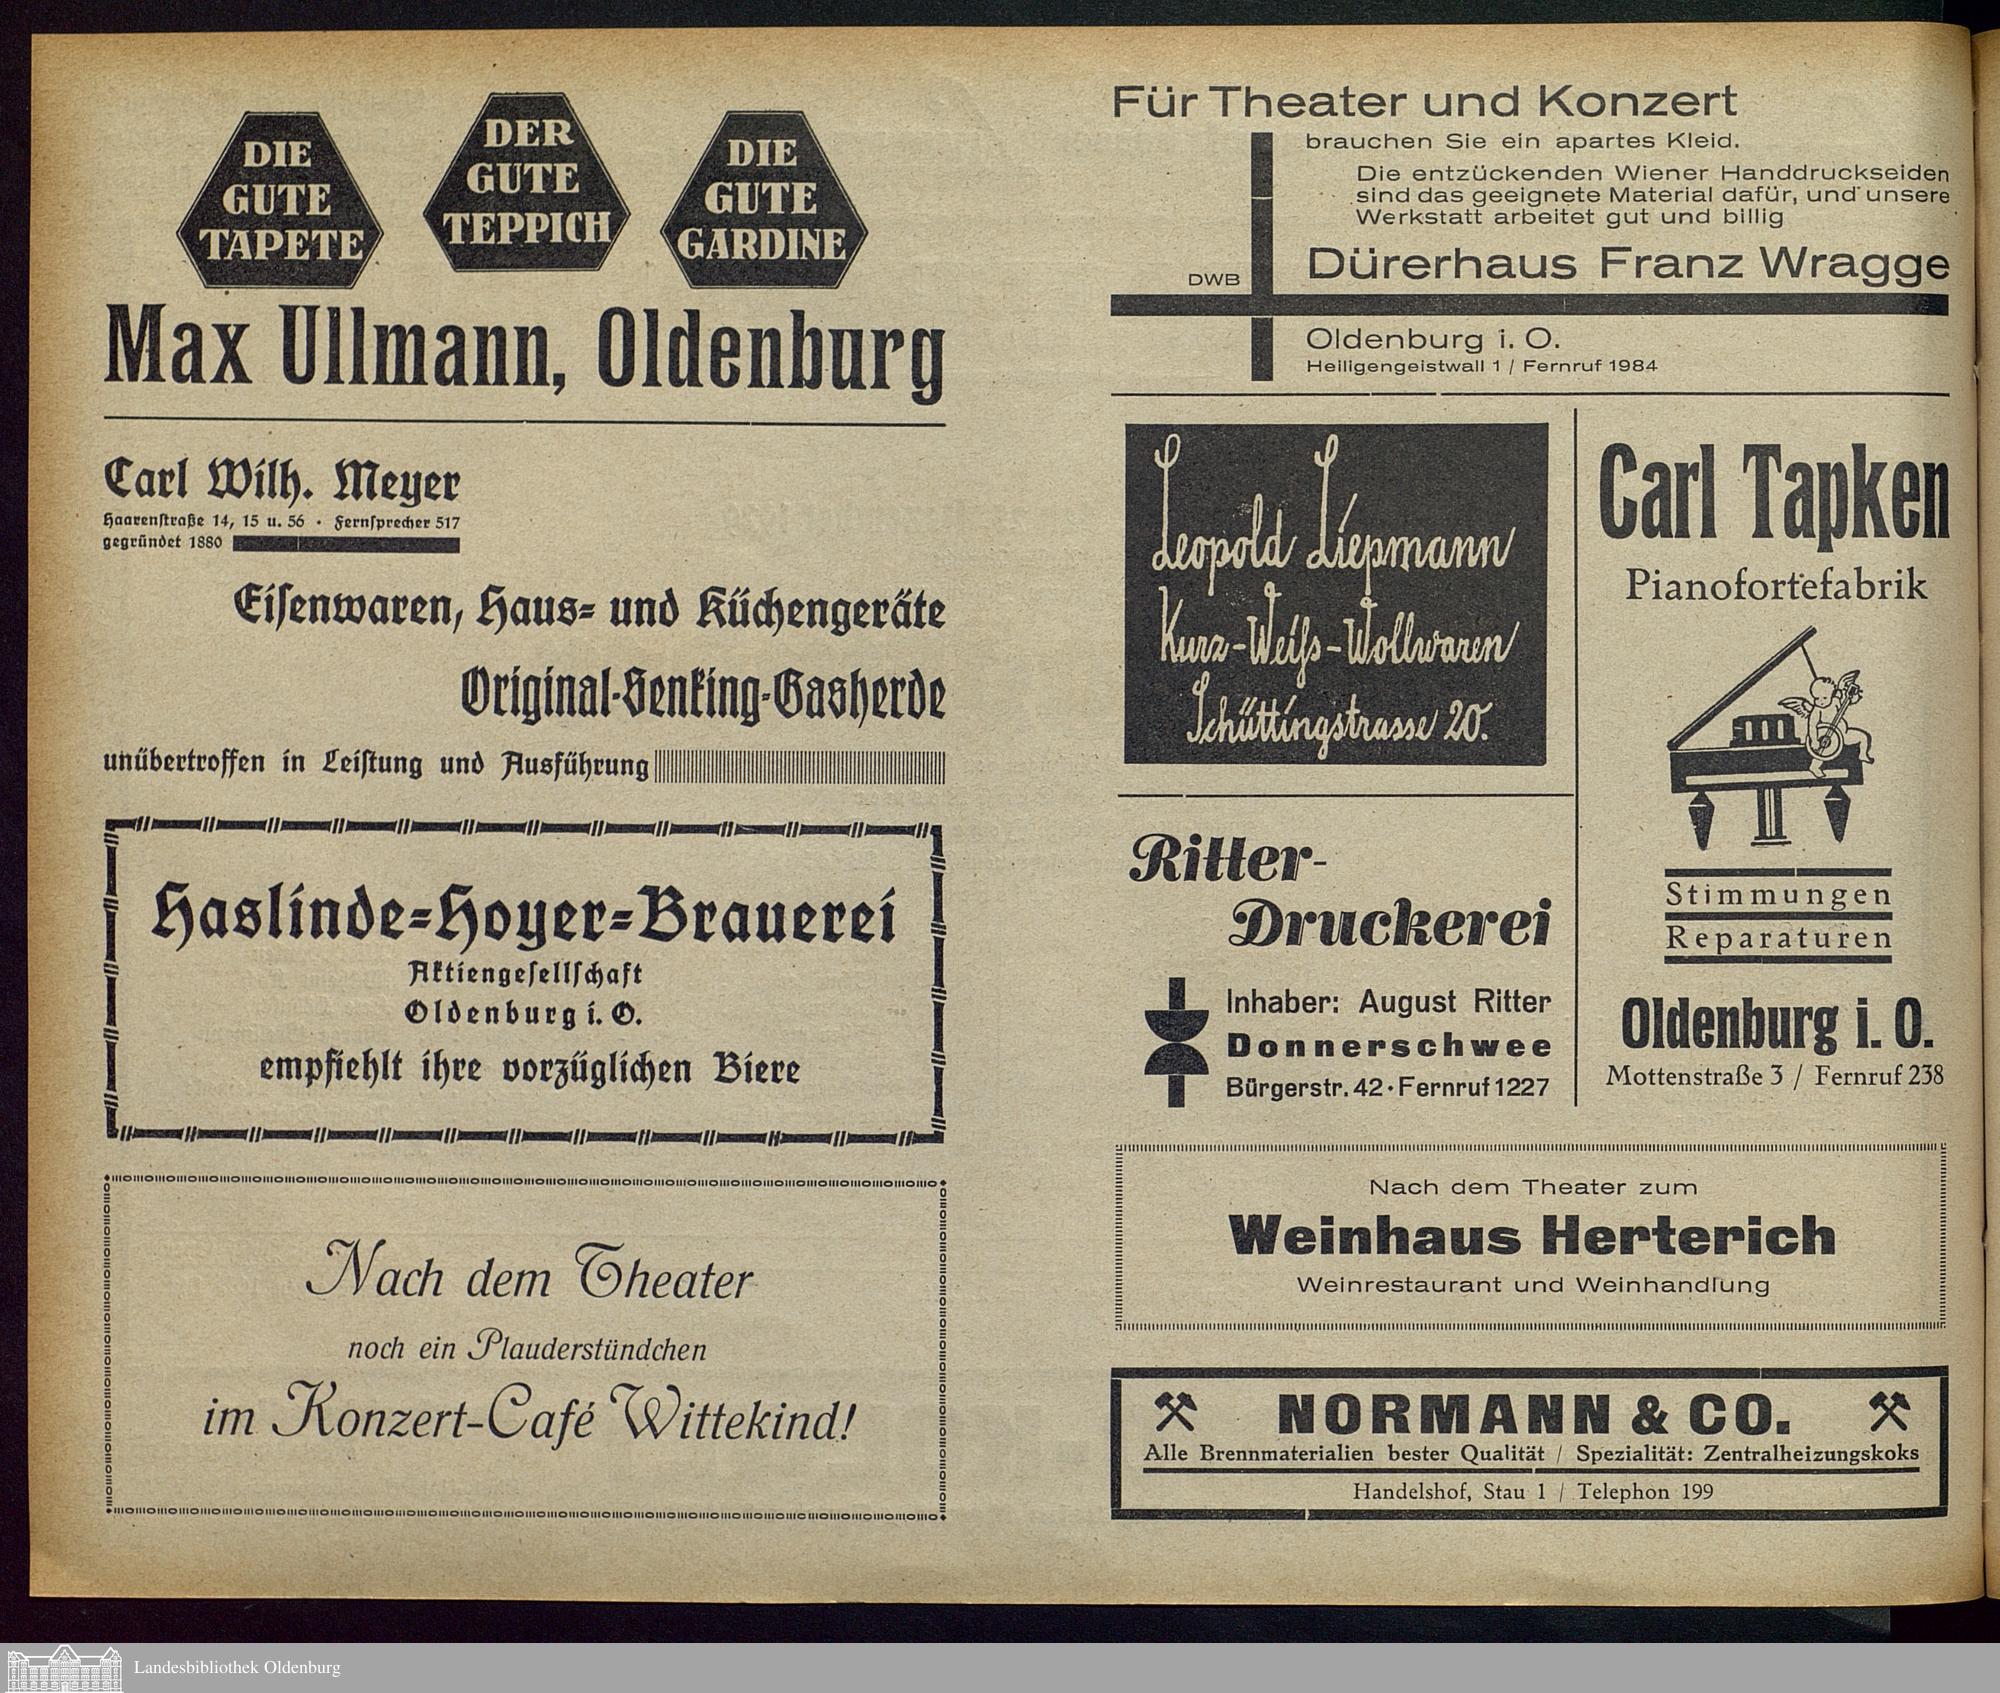 DIE
GUTE
TAPETE
DER
GUTE
TEPPICH
DIE
GUTE
GARDINE
Max Ullmann, Oldenburg
Carl Wilh. Meyer
Haarenstraße 14, 15 u. 56 · Fernsprecher 517
gegründet 1880
Eisenwaren, Haus- und Küchengeräte
Original-Senking-Gasherde
unübertroffen in Leistung und Ausführung
Haslinde-Hoyer-Brauerei
Aktiengesellschaft
Oldenburg i. O.
empfiehlt ihre vorzüglichen Biere
Nach dem Theater
noch ein Plauderstündchen
im Konzert-Café Wittekind!
Für Theater und Konzert
brauchen Sie ein apartes Kleid.
Die entzückenden Wiener Handdruckseiden
sind das geeignete Material dafür, und unsere
Werkstatt arbeitet gut und billig
DWB
Dürerhaus Franz Wragge
Oldenburg i. O.
Heiligengeistwall 1 / Fernruf 1984
Leopold Liepmann
Kurz-Weiß-Wollwaren
Schüttingstrasse 20.
Ritter-
Druckerei
Inhaber: August Ritter
Donnerschwee
Bürgerstr. 42 · Fernruf 1227
Carl Tapken
Pianofortefabrik
Stimmungen
Reparaturen
Oldenburg i. O.
Mottenstraße 3 / Fernruf 238
Nach dem Theater zum
Weinhaus Herterich
Weinrestaurant und Weinhandlung
NORMANN & CO.
Alle Brennmaterialien bester Qualität / Spezialität: Zentralheizungskoks
Handelshof, Stau 1 / Telephon 199
Landesbibliothek Oldenburg